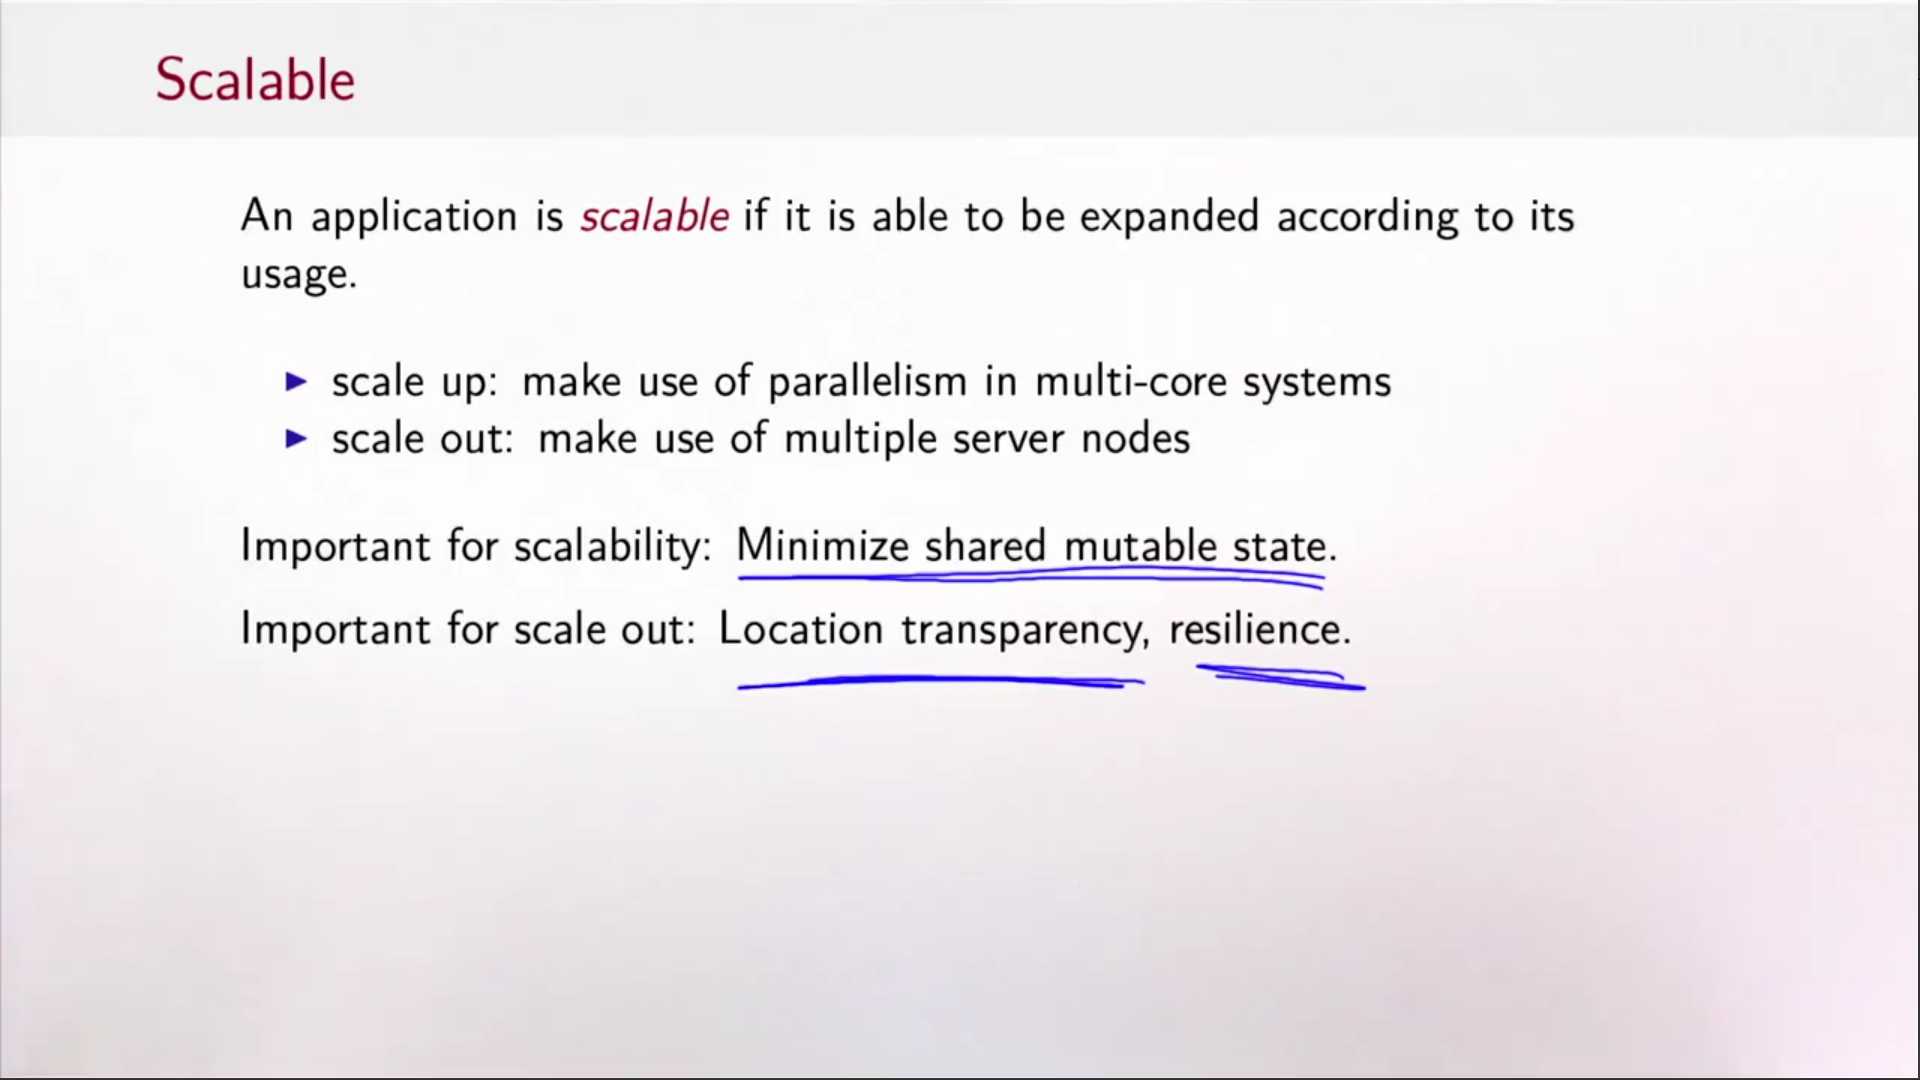 Scalable
An application is scalable if it is able to be expanded according to its
usage.
▶ scale up: make use of parallelism in multi-core systems
▶ scale out: make use of multiple server nodes
Important for scalability: Minimize shared mutable state.
Important for scale out: Location transparency, resilience.